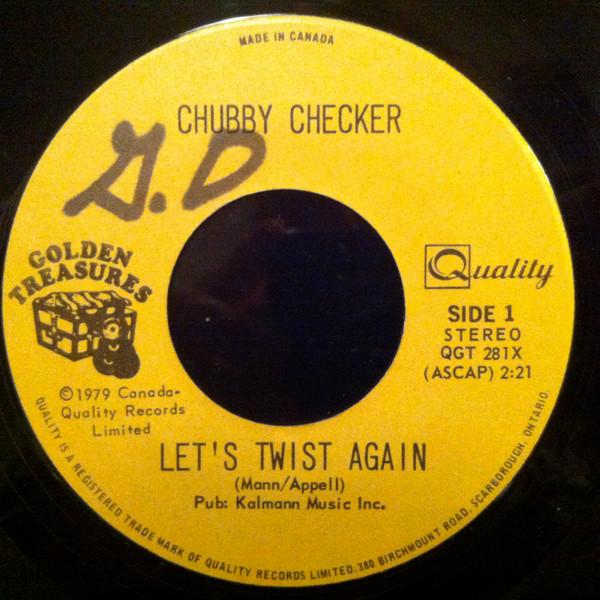 MADE IN CANADA
CHUBBY CHECKER
G.D
GOLDEN
TREASURES
Quality
SIDE 1
STEREO
QGT 281X
(ASCAP) 2:21
©1979 Canada-
Quality Records
Limited
LET'S TWIST AGAIN
(Mann/Appell)
Pub: Kalmann Music Inc.
QUALITY IS A REGISTERED TRADE MARK OF QUALITY RECORDS LIMITED, 380 BIRCHMOUNT ROAD, SCARBOROUGH, ONTARIO.